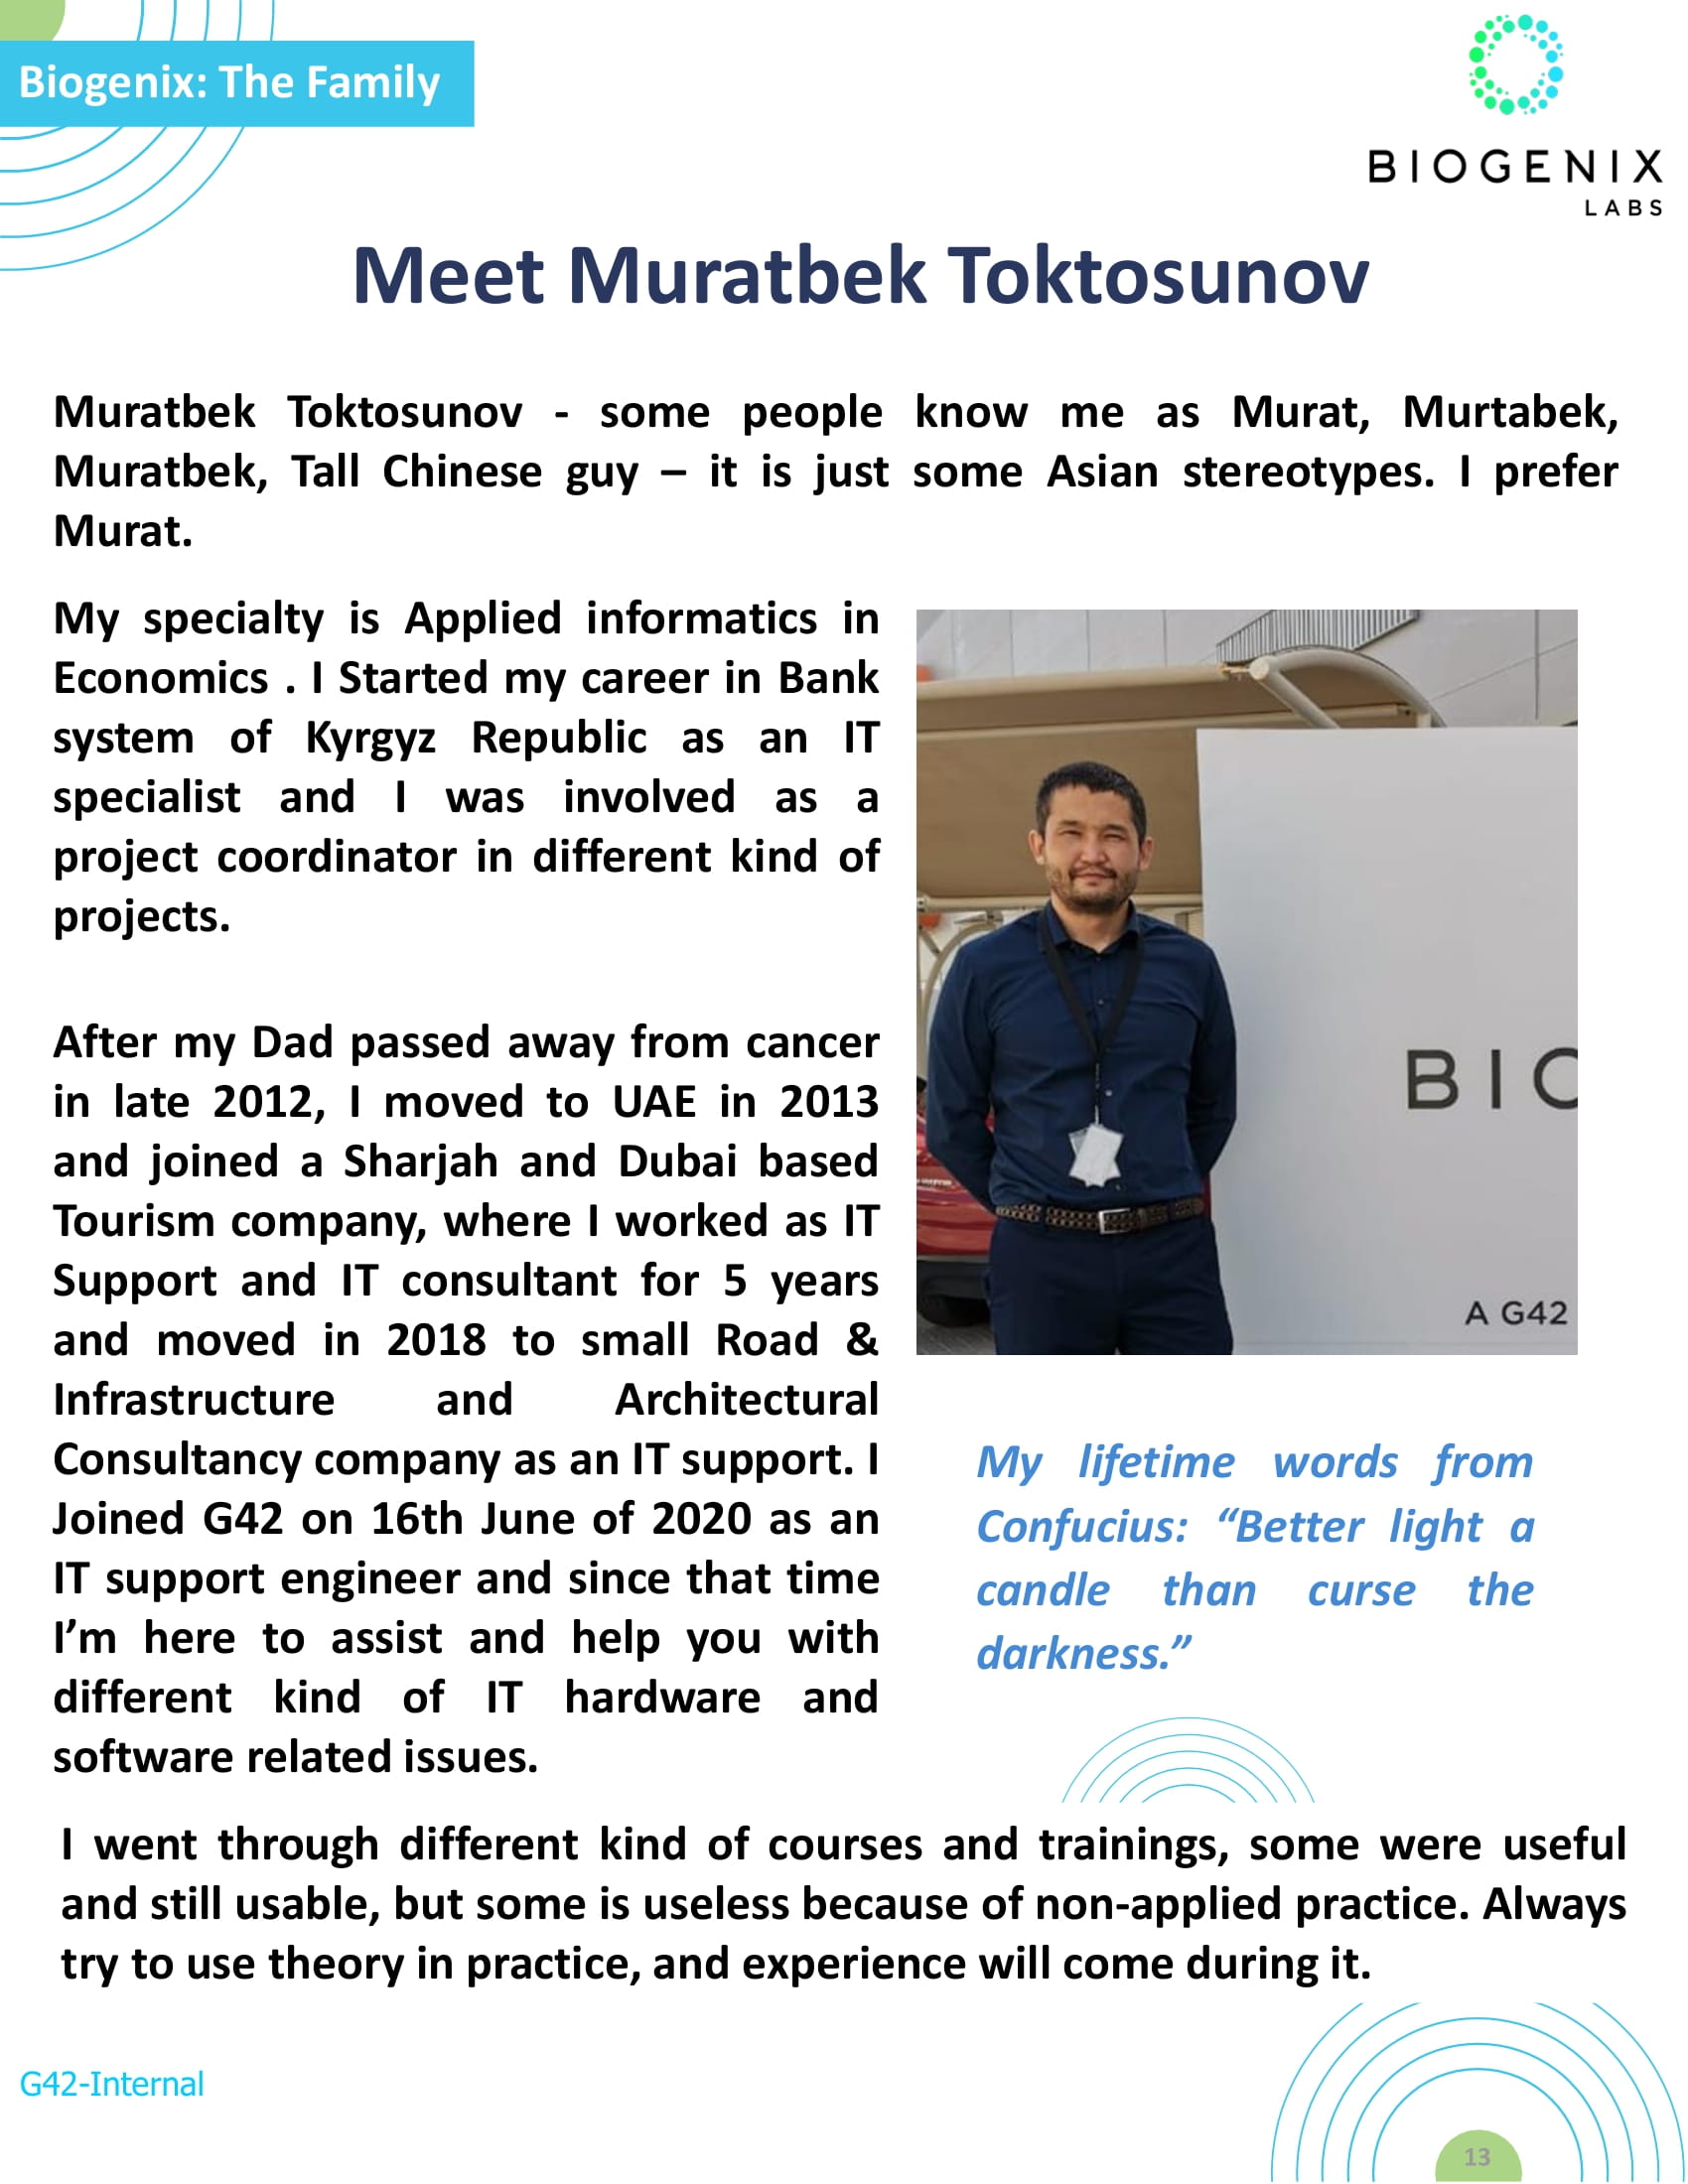 Biogenix: The Family
BIOGENIX
LABS
Meet Muratbek Toktosunov
Muratbek Toktosunov - some people know me as Murat, Murtabek,
Muratbek, Tall Chinese guy – it is just some Asian stereotypes. I prefer
Murat.
My specialty is Applied informatics in
Economics . I Started my career in Bank
system of Kyrgyz Republic as an IT
specialist and I was involved as a
project coordinator in different kind of
projects.
After my Dad passed away from cancer
in late 2012, I moved to UAE in 2013
and joined a Sharjah and Dubai based
Tourism company, where I worked as IT
Support and IT consultant for 5 years
and moved in 2018 to small Road &
Infrastructure and Architectural
Consultancy company as an IT support. I
Joined G42 on 16th June of 2020 as an
IT support engineer and since that time
I’m here to assist and help you with
different kind of IT hardware and
software related issues.
BIO
A G42
My lifetime words from
Confucius: “Better light a
candle than curse the
darkness.”
I went through different kind of courses and trainings, some were useful
and still usable, but some is useless because of non-applied practice. Always
try to use theory in practice, and experience will come during it.
G42-Internal
13